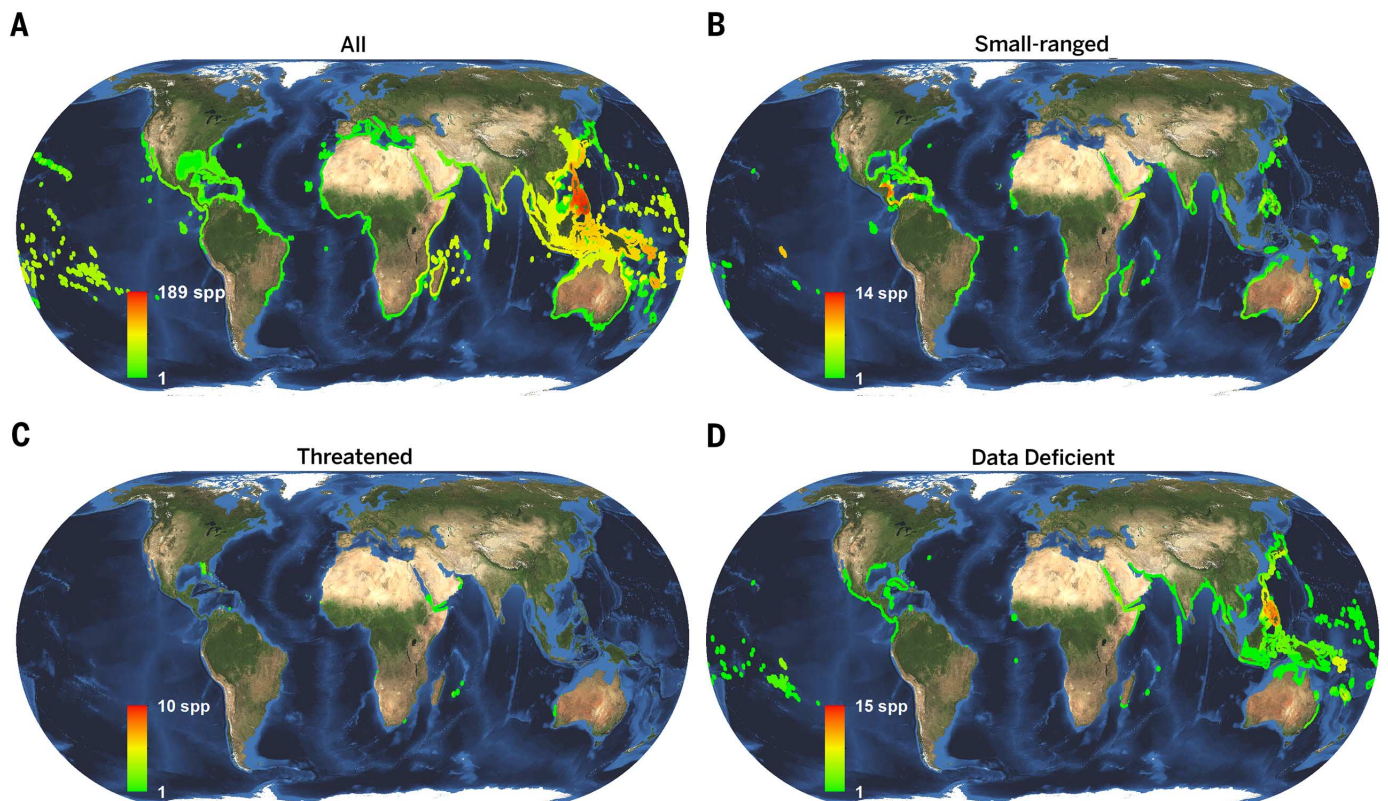 A
All
189 spp
1
B
Small-ranged
14 spp
1
C
Threatened
10 spp
1
D
Data Deficient
15 spp
1